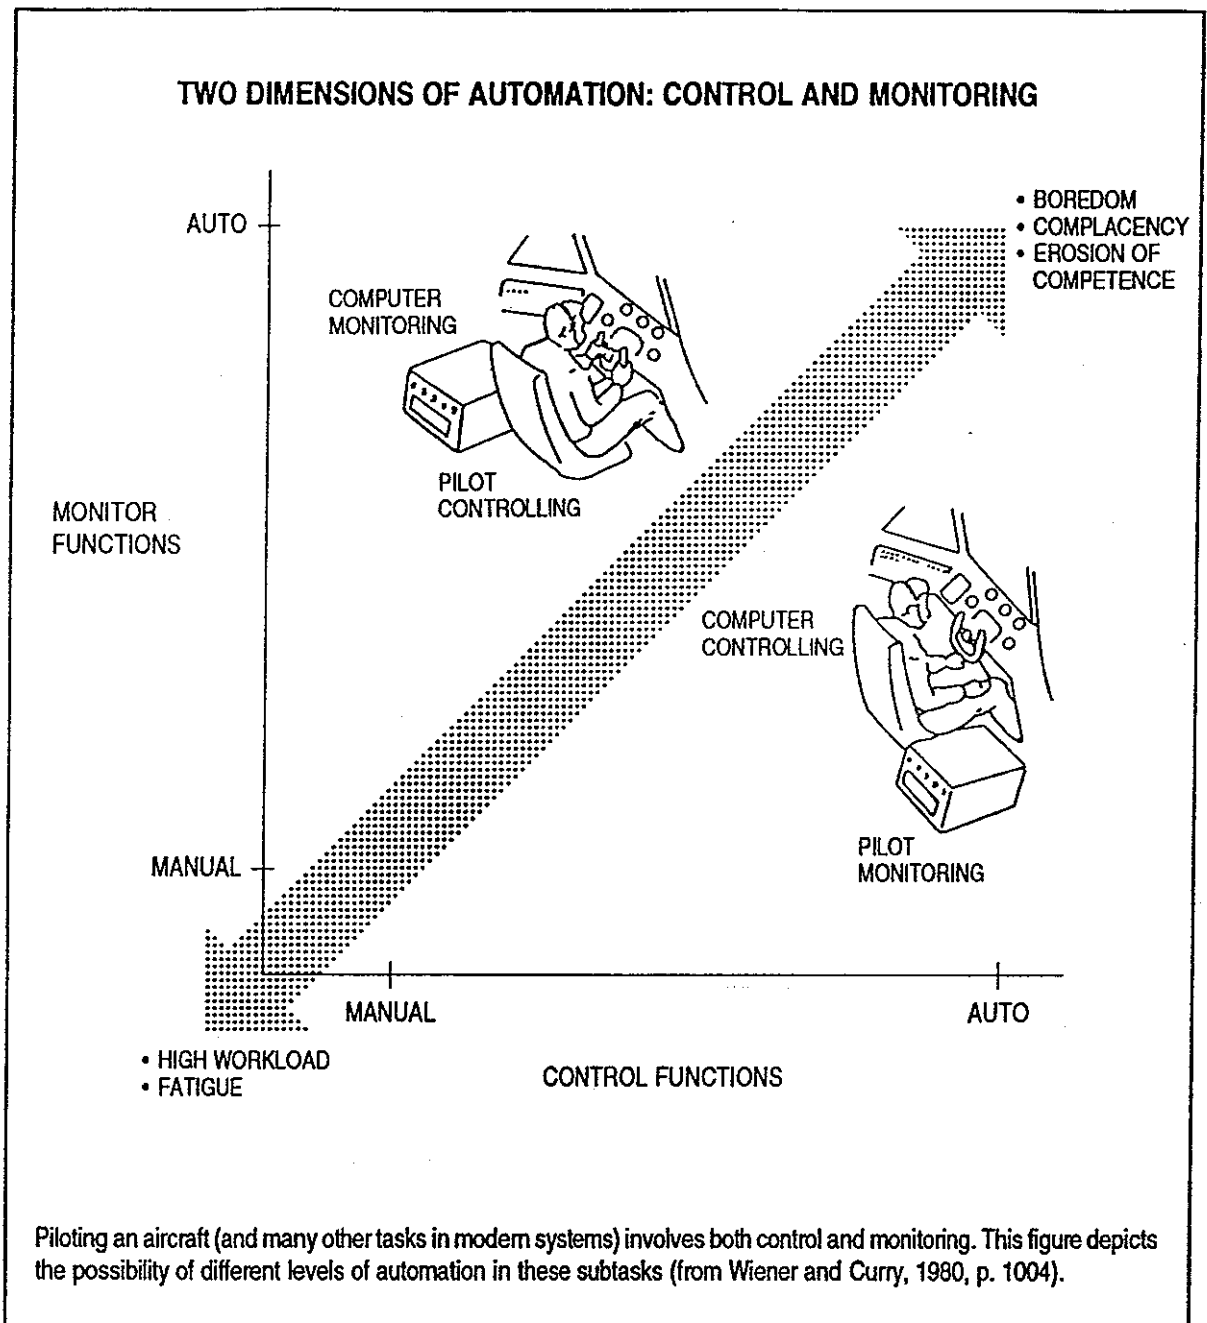 TWO DIMENSIONS OF AUTOMATION: CONTROL AND MONITORING
• BOREDOM
• COMPLACENCY
• EROSION OF
COMPETENCE
AUTO
COMPUTER
MONITORING
PILOT
CONTROLLING
MONITOR
FUNCTIONS
COMPUTER
CONTROLLING
PILOT
MONITORING
MANUAL
MANUAL
AUTO
• HIGH WORKLOAD
• FATIGUE
CONTROL FUNCTIONS
Piloting an aircraft (and many other tasks in modern systems) involves both control and monitoring. This figure depicts
the possibility of different levels of automation in these subtasks (from Wiener and Curry, 1980, p. 1004).